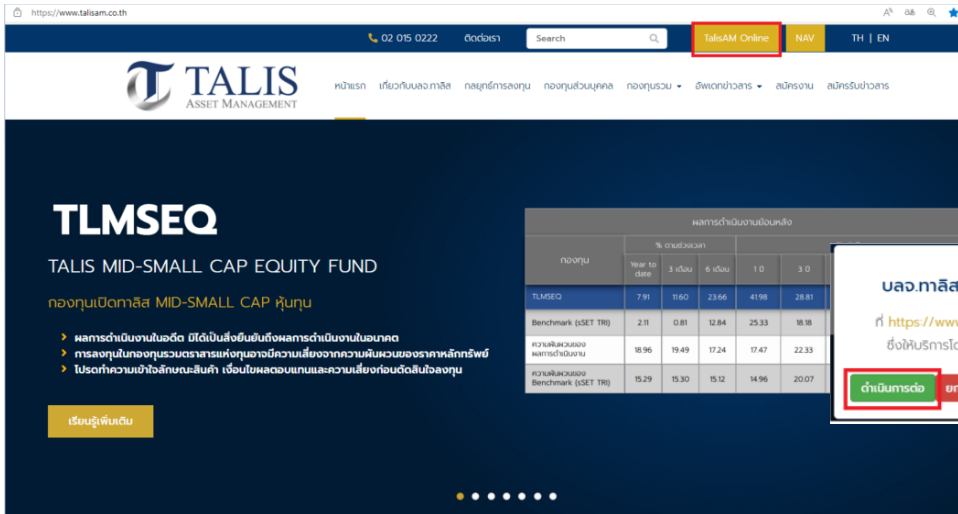 https://www.talisam.co.th
02 015 0222 ติดต่อเรา Search TalisAM Online NAV TH | EN
TALIS
ASSET MANAGEMENT
หน้าแรก เกี่ยวกับบลจ.ทาลิส กลยุทธ์การลงทุน กองทุนส่วนบุคคล กองทุนรวม อัพเดทข่าวสาร สมัครงาน สมัครรับข่าวสาร
TLMSEQ
TALIS MID-SMALL CAP EQUITY FUND
กองทุนเปิดทาลิส MID-SMALL CAP หุ้นทุน
ผลการดำเนินงานในอดีต มิได้เป็นสิ่งยืนยันถึงผลการดำเนินงานในอนาคต
การลงทุนในกองทุนรวมตราสารแห่งทุนอาจมีความเสี่ยงจากความผันผวนของราคาหลักทรัพย์
โปรดทำความเข้าใจลักษณะสินค้า เงื่อนไขผลตอบแทนและความเสี่ยงก่อนตัดสินใจลงทุน
เรียนรู้เพิ่มเติม
ผลการดำเนินงานย้อนหลัง
% ตามช่วงเวลา
กองทุน Year to date 3 เดือน 6 เดือน 1 ปี 3 ปี
TLMSEQ 7.91 11.60 23.66 41.98 28.81
Benchmark (sSET TRI) 2.11 0.81 12.84 25.33 18.18
ความผันผวนของ
ผลการดำเนินงาน 18.96 19.49 17.24 17.47 22.33
ความผันผวนของ
Benchmark (sSET TRI) 15.29 15.30 15.12 14.96 20.07
บลจ.ทาลิส
ที่ https://www
ซึ่งให้บริการโด
ดำเนินการต่อ ยก